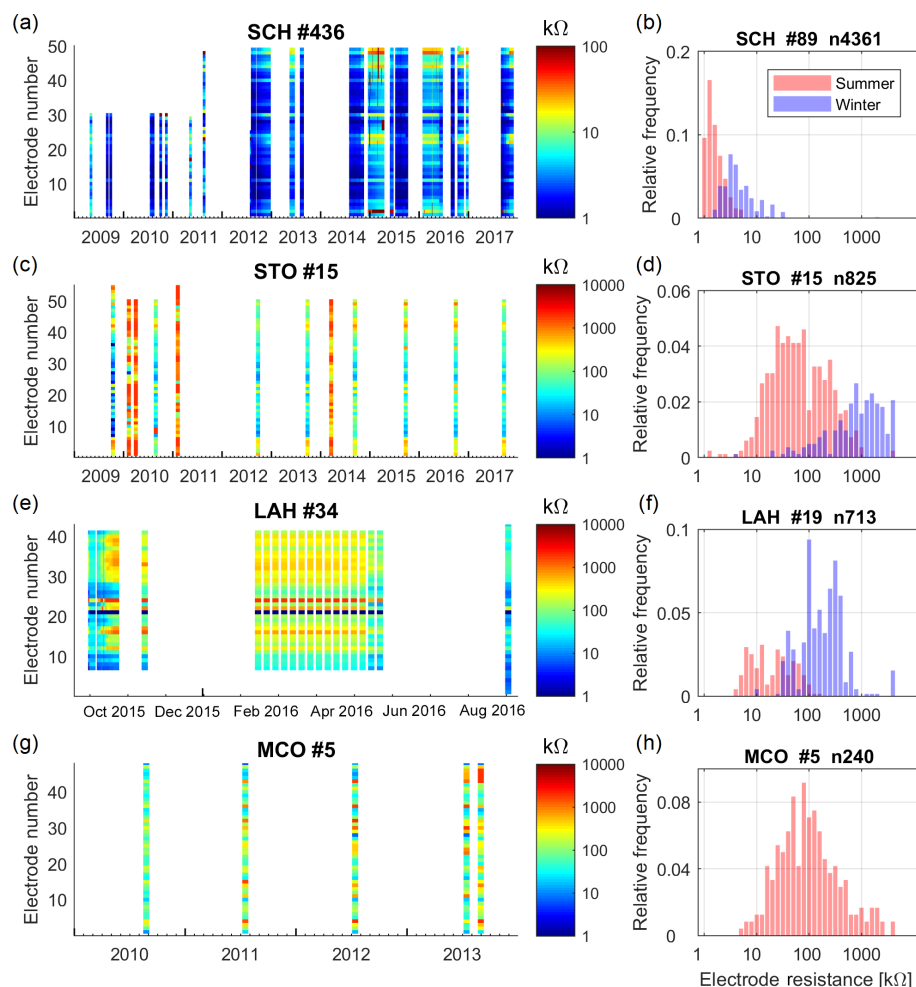 (a)
SCH #436
kΩ
Electrode number
50
40
30
20
10
2009 2010 2011 2012 2013 2014 2015 2016 2017
100
10
1
(b)
SCH #89 n4361
Summer
Winter
Relative frequency
0.2
0.1
0
1 10 100 1000
(c)
STO #15
kΩ
Electrode number
50
40
30
20
10
2009 2010 2011 2012 2013 2014 2015 2016 2017
10000
1000
100
10
1
(d)
STO #15 n825
Relative frequency
0.06
0.04
0.02
0
1 10 100 1000
(e)
LAH #34
kΩ
Electrode number
40
30
20
10
Oct 2015 Dec 2015 Feb 2016 Apr 2016 Jun 2016 Aug 2016
10000
1000
100
10
1
(f)
LAH #19 n713
Relative frequency
0.1
0.05
0
1 10 100 1000
(g)
MCO #5
kΩ
Electrode number
50
40
30
20
10
2010 2011 2012 2013
10000
1000
100
10
1
(h)
MCO #5 n240
Relative frequency
0.08
0.04
0
1 10 100 1000
Electrode resistance [kΩ]